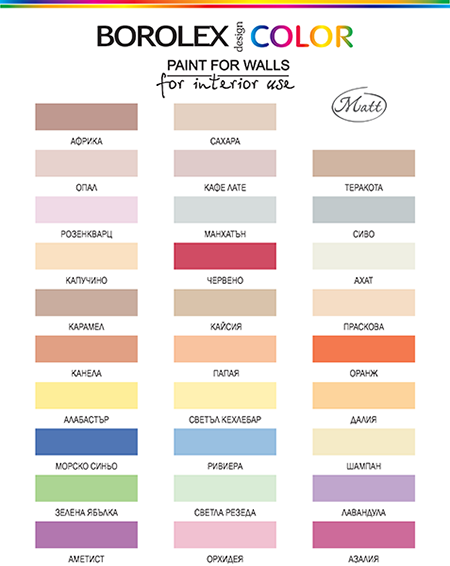 BOROLEX design COLOR
PAINT FOR WALLS
for interior use
Matt
АФРИКА САХАРА
ОПАЛ КАФЕ ЛАТЕ ТЕРАКОТА
РОЗЕНКВАРЦ МАНХАТЪН СИВО
КАПУЧИНО ЧЕРВЕНО АХАТ
КАРАМЕЛ КАЙСИЯ ПРАСКОВА
КАНЕЛА ПАПАЯ ОРАНЖ
АЛАБАСТЪР СВЕТЪЛ КЕХЛЕБАР ДАЛИЯ
МОРСКО СИНЬО РИВИЕРА ШАМПАН
ЗЕЛЕНА ЯБЪЛКА СВЕТЛА РЕЗЕДА ЛАВАНДУЛА
АМЕТИСТ ОРХИДЕЯ АЗАЛИЯ